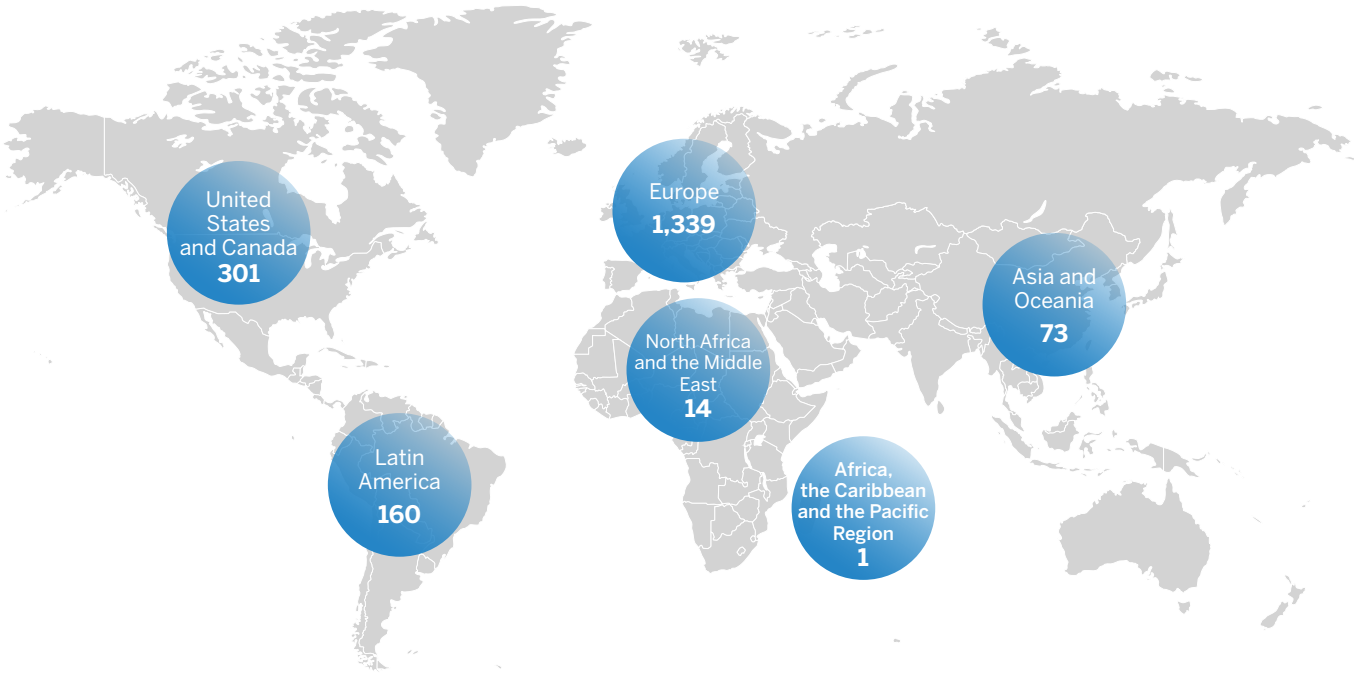 United
States
and Canada
301
Europe
1,339
Asia and
Oceania
73
North Africa
and the Middle
East
14
Latin
America
160
Africa,
the Caribbean
and the Pacific
Region
1